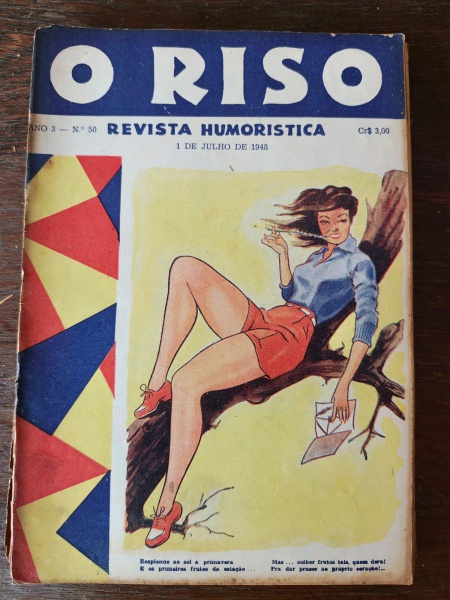 O RISO
ANO 3 — N.º 50 REVISTA HUMORISTICA Cr$ 3,00
1 DE JULHO DE 1948
Resplende ao sol a primavera
E os primeiros frutos da estação ...
Mas ... colher frutos tais, quem dera!
Pra dar prazer ao próprio coração!...